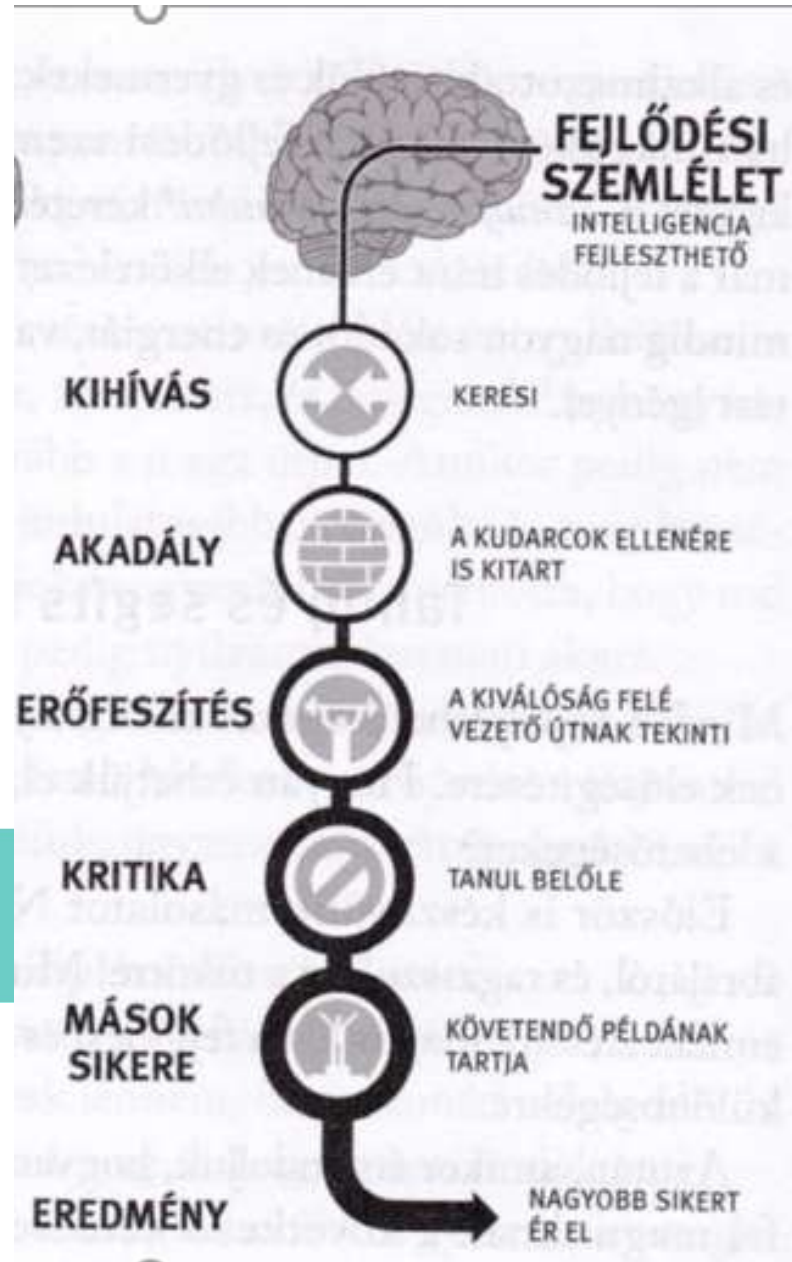 FEJLŐDÉSI
SZEMLÉLET
INTELLIGENCIA
FEJLESZTHETŐ
KIHÍVÁS
KERESI
AKADÁLY
A KUDARCOK ELLENÉRE
IS KITART
ERŐFESZÍTÉS
A KIVÁLÓSÁG FELÉ
VEZETŐ ÚTNAK TEKINTI
KRITIKA
TANUL BELŐLE
MÁSOK
SIKERE
KÖVETENDŐ PÉLDÁNAK
TARTJA
EREDMÉNY
NAGYOBB SIKERT
ÉR EL